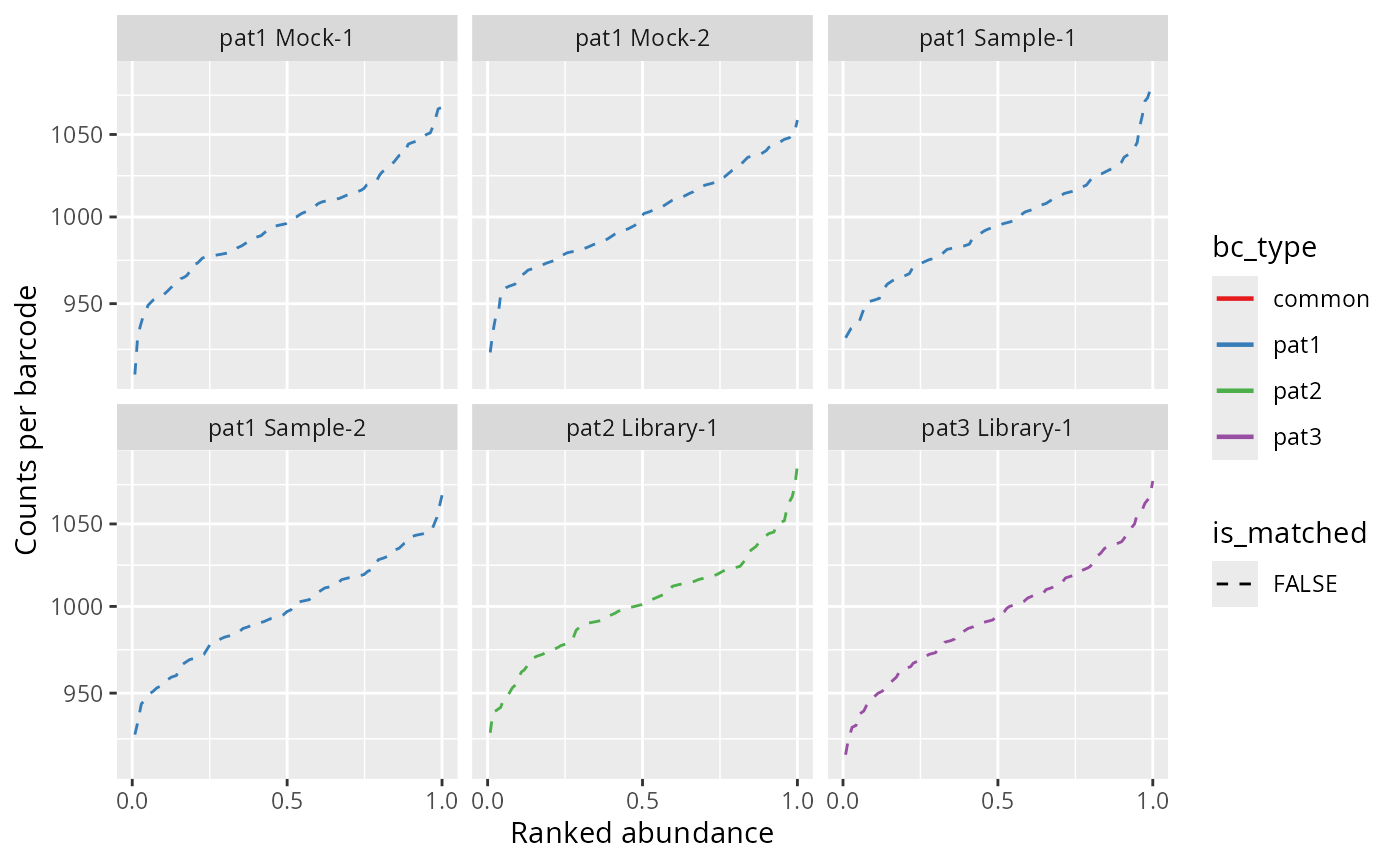 pat1 Mock-1
pat1 Mock-2
pat1 Sample-1
1050
1000
950
pat1 Sample-2
pat2 Library-1
pat3 Library-1
1050
1000
950
0.0 0.5 1.0
0.0 0.5 1.0
0.0 0.5 1.0
Ranked abundance
Counts per barcode
bc_type
common
pat1
pat2
pat3
is_matched
FALSE